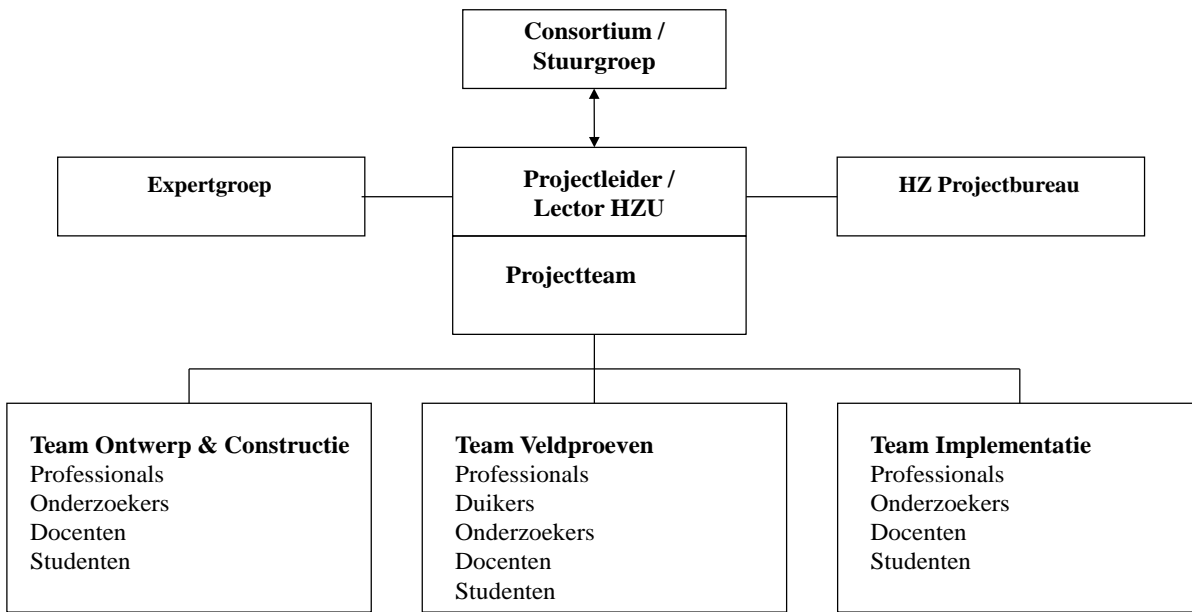 Consortium /
Stuurgroep
Expertgroep
Projectleider /
Lector HZU
HZ Projectbureau
Projectteam
Team Ontwerp & Constructie
Professionals
Onderzoekers
Docenten
Studenten
Team Veldproeven
Professionals
Duikers
Onderzoekers
Docenten
Studenten
Team Implementatie
Professionals
Onderzoekers
Docenten
Studenten